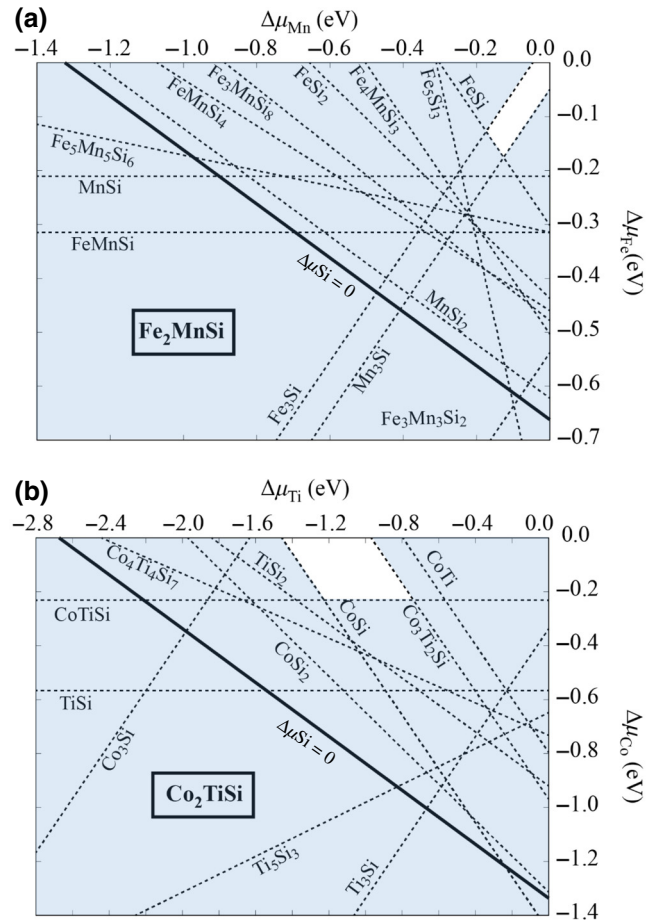 (a)
Δμ_Mn (eV)
−1.4 −1.2 −1.0 −0.8 −0.6 −0.4 −0.2 0.0
0.0
−0.1
−0.2
−0.3
−0.4
−0.5
−0.6
−0.7
Δμ_Fe(eV)
FeMnSi₄
Fe₃MnSi₈
FeSi₂
Fe₄MnSi₃
Fe₅Si₃
FeSi
Fe₅Mn₅Si₆
MnSi
FeMnSi
ΔμSi = 0
Fe₂MnSi
MnSi₂
Fe₃Si
Mn₃Si
Fe₃Mn₃Si₂
(b)
Δμ_Ti (eV)
−2.8 −2.4 −2.0 −1.6 −1.2 −0.8 −0.4 0.0
0.0
−0.2
−0.4
−0.6
−0.8
−1.0
−1.2
−1.4
Δμ_Co (eV)
Co₄Ti₄Si₇
TiSi₂
CoTi
CoTiSi
CoSi
Co₃Ti₂Si
CoSi₂
TiSi
Co₃Si
ΔμSi = 0
Co₂TiSi
Ti₅Si₃
Ti₃Si